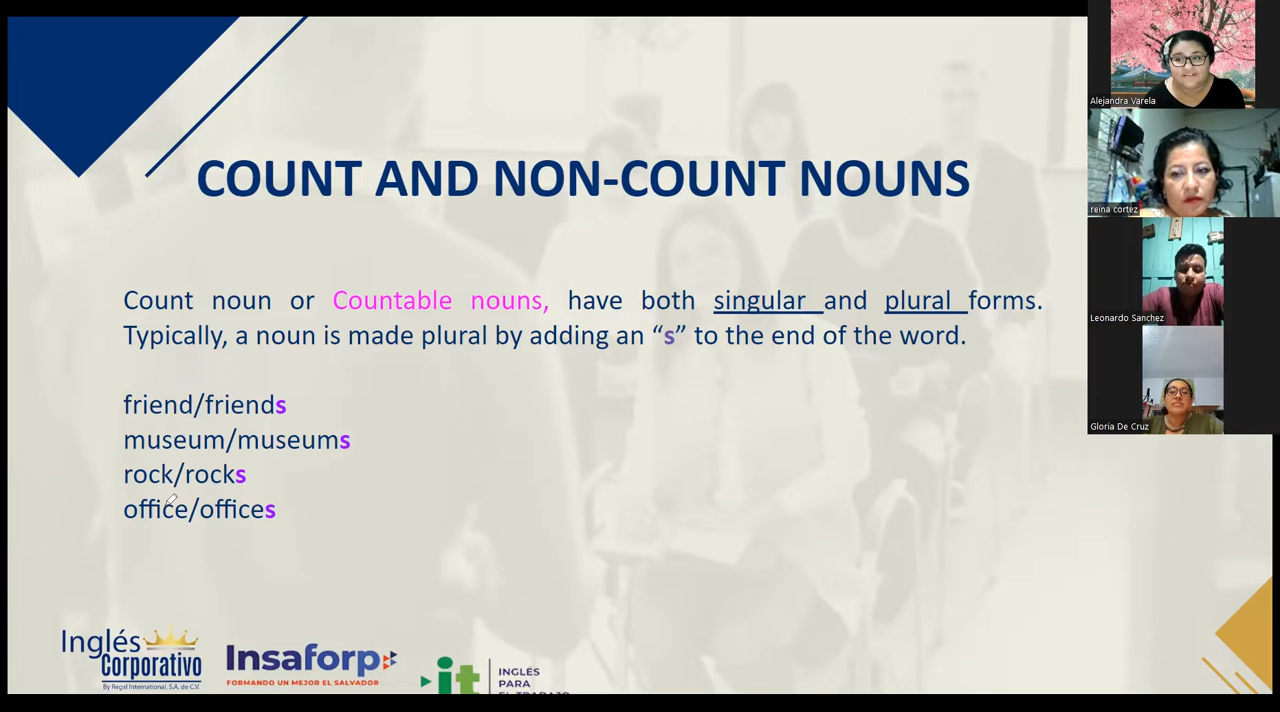 COUNT AND NON-COUNT NOUNS
Count noun or Countable nouns, have both singular and plural forms.
Typically, a noun is made plural by adding an “s” to the end of the word.
friend/friends
museum/museums
rock/rocks
office/offices
Inglés
Corporativo
By Regal International, S.A. de C.V.
Insaforp
FORMANDO UN MEJOR EL SALVADOR
it
INGLÉS
PARA
EL TRABAJO
Alejandra Varela
reina cortez
Leonardo Sanchez
Gloria De Cruz